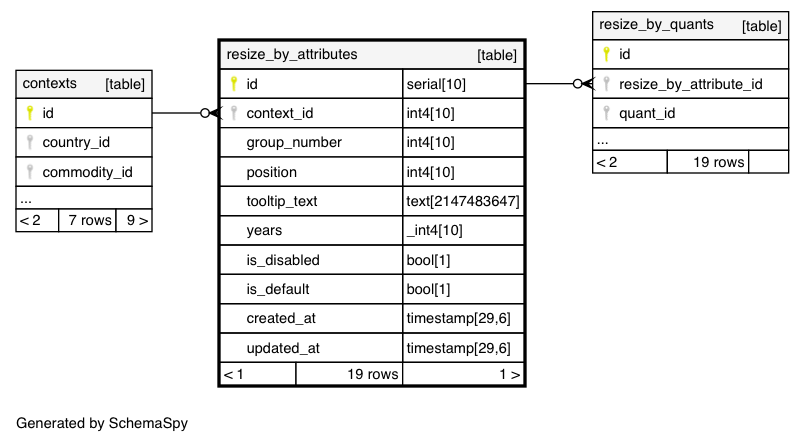 contexts [table]
id
country_id
commodity_id
...
< 2 7 rows 9 >
resize_by_attributes [table]
id serial[10]
context_id int4[10]
group_number int4[10]
position int4[10]
tooltip_text text[2147483647]
years _int4[10]
is_disabled bool[1]
is_default bool[1]
created_at timestamp[29,6]
updated_at timestamp[29,6]
< 1 19 rows 1 >
resize_by_quants [table]
id
resize_by_attribute_id
quant_id
...
< 2 19 rows
Generated by SchemaSpy